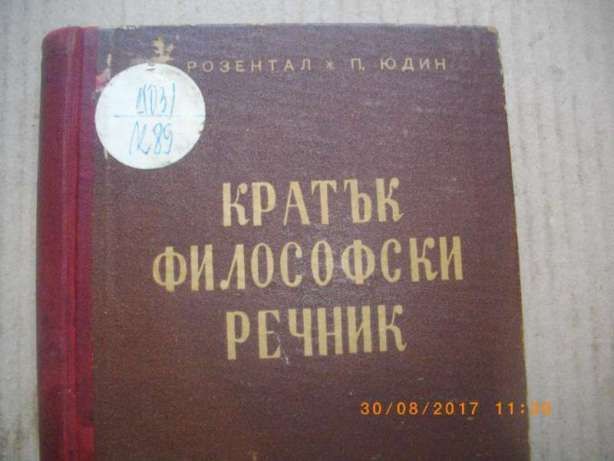 РОЗЕНТАЛ * П. ЮДИН
КРАТЪК
ФИЛОСОФСКИ
РЕЧНИК
30/08/2017